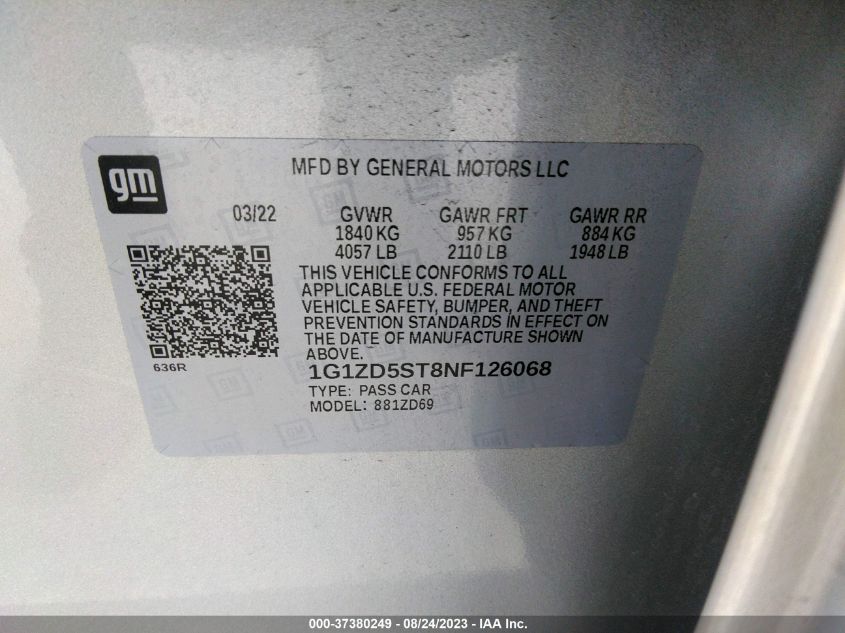 gm
MFD BY GENERAL MOTORS LLC
03/22 GVWR GAWR FRT GAWR RR
1840 KG 957 KG 884 KG
4057 LB 2110 LB 1948 LB
THIS VEHICLE CONFORMS TO ALL
APPLICABLE U.S. FEDERAL MOTOR
VEHICLE SAFETY, BUMPER, AND THEFT
PREVENTION STANDARDS IN EFFECT ON
THE DATE OF MANUFACTURE SHOWN
ABOVE.
636R
1G1ZD5ST8NF126068
TYPE: PASS CAR
MODEL: 881ZD69
000-37380249 - 08/24/2023 - IAA Inc.